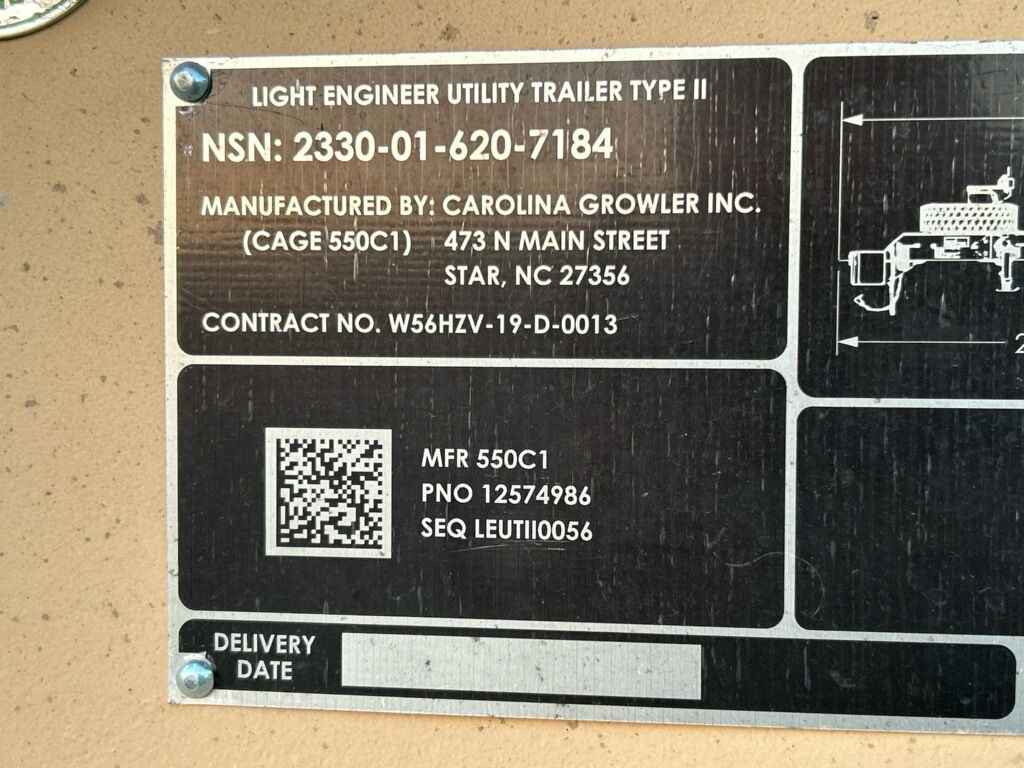 LIGHT ENGINEER UTILITY TRAILER TYPE II
NSN: 2330-01-620-7184
MANUFACTURED BY: CAROLINA GROWLER INC.
(CAGE 550C1) 473 N MAIN STREET
STAR, NC 27356
CONTRACT NO. W56HZV-19-D-0013
MFR 550C1
PNO 12574986
SEQ LEUTII0056
DELIVERY
DATE
2